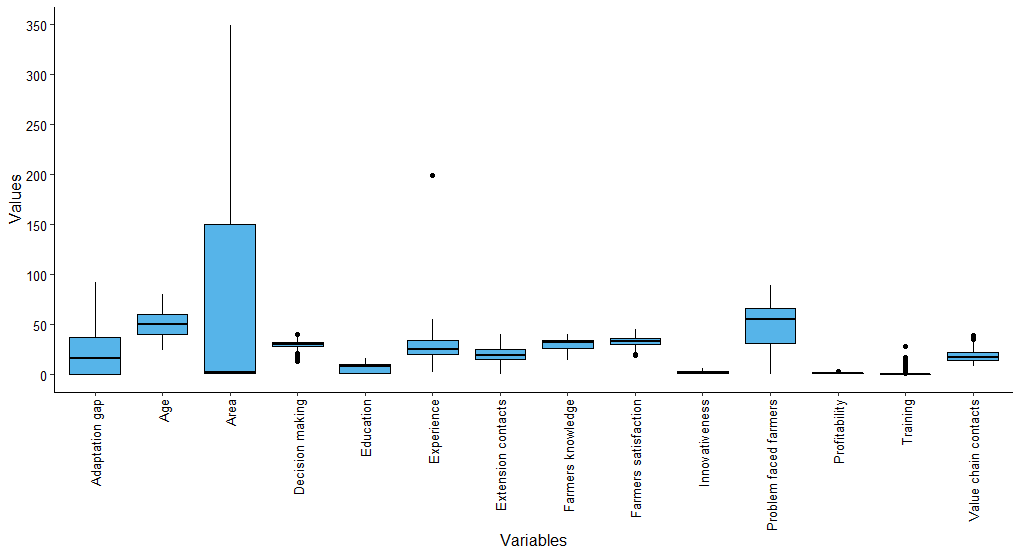 350
300
250
200
150
100
50
0
Values
Adaptation gap
Age
Area
Decision making
Education
Experience
Extension contacts
Farmers knowledge
Farmers satisfaction
Innovativeness
Problem faced farmers
Profitability
Training
Value chain contacts
Variables